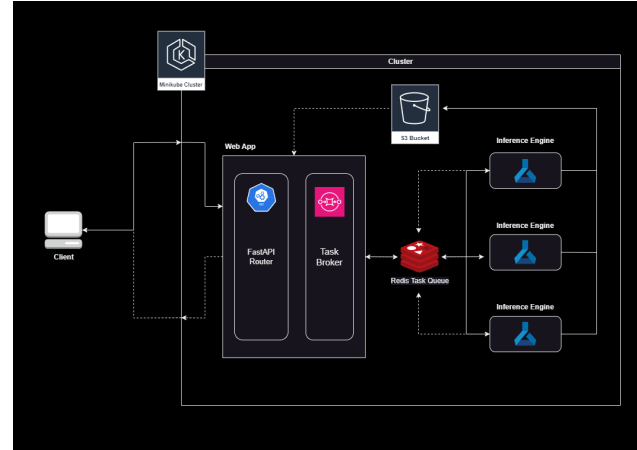 Cluster
Minikube Cluster
S3 Bucket
Inference Engine
Web App
FastAPI
Router
Task
Broker
Inference Engine
Client
Redis Task Queue
Inference Engine